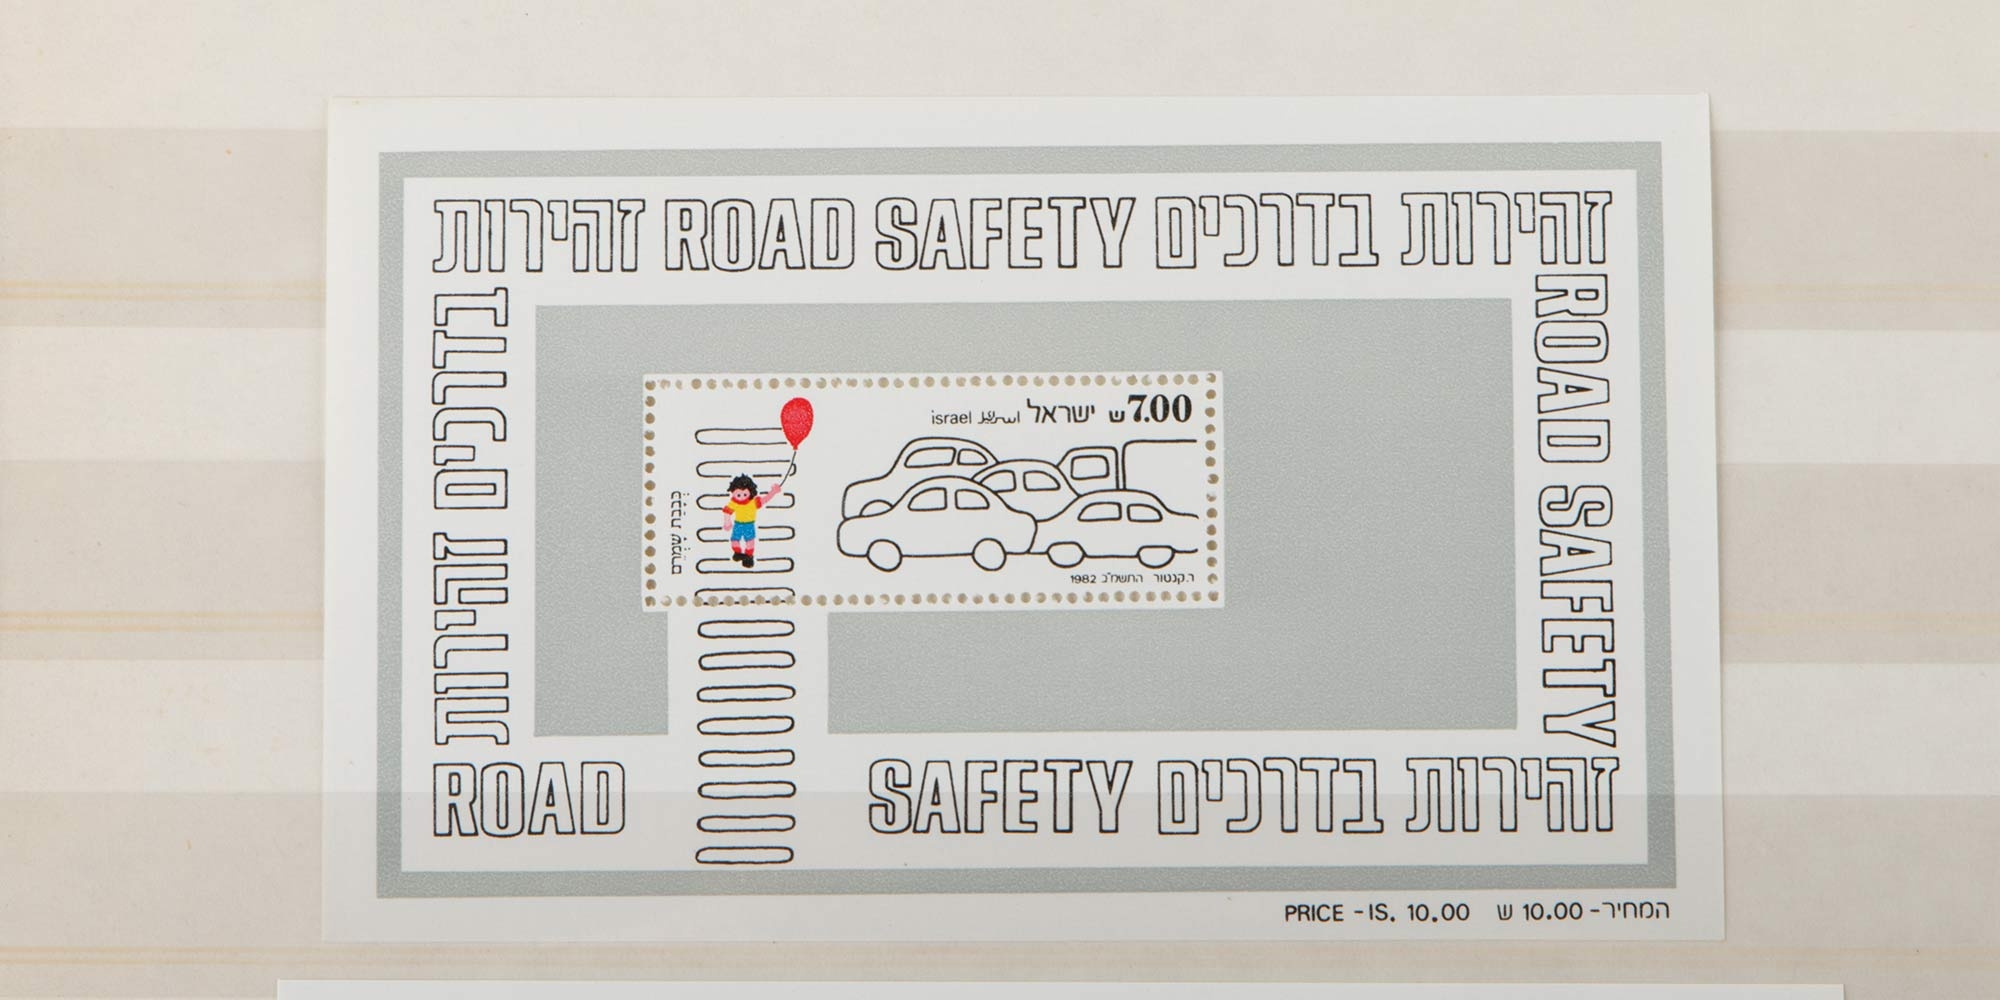 זהירות בדרכים ROAD SAFETY זהירות
בדרכים זהירות
ROAD SAFETY
ROAD
זהירות בדרכים SAFETY
7.00 ש ישראל اسرائيل israel
ר. קנטור התשמ"ב 1982
PRICE - IS. 10.00 ש 10.00 - המחיר